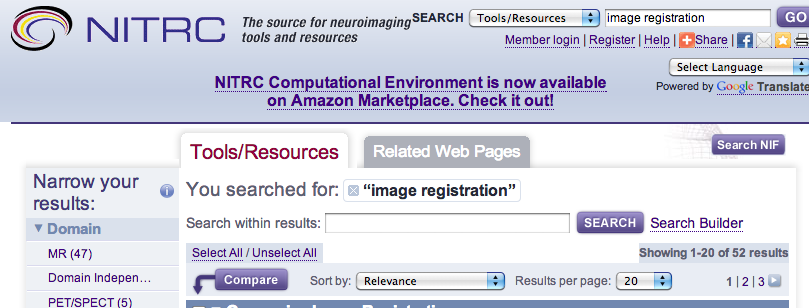 NITRC
The source for neuroimaging
tools and resources
SEARCH Tools/Resources image registration GO
Member login | Register | Help | Share |
Select Language
Powered by Google Translate
NITRC Computational Environment is now available
on Amazon Marketplace. Check it out!
Tools/Resources Related Web Pages Search NIF
Narrow your
results:
Domain
MR (47)
Domain Indepen...
PET/SPECT (5)
You searched for: "image registration"
Search within results: SEARCH Search Builder
Select All / Unselect All Showing 1-20 of 52 results
Compare Sort by: Relevance Results per page: 20 1 | 2 | 3